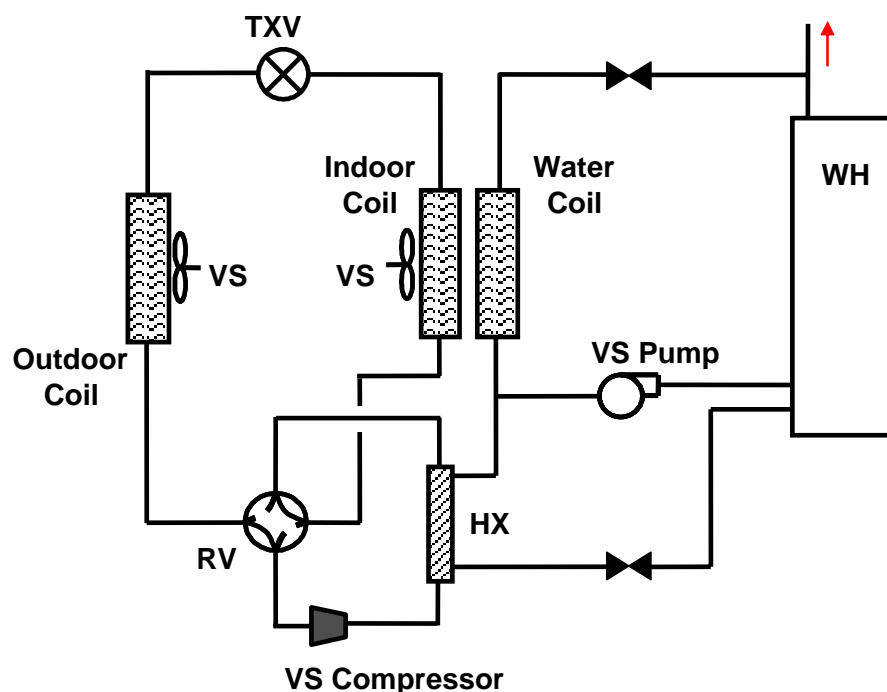 TXV
Indoor
Coil
Water
Coil
WH
VS
VS
Outdoor
Coil
VS Pump
RV
HX
VS Compressor